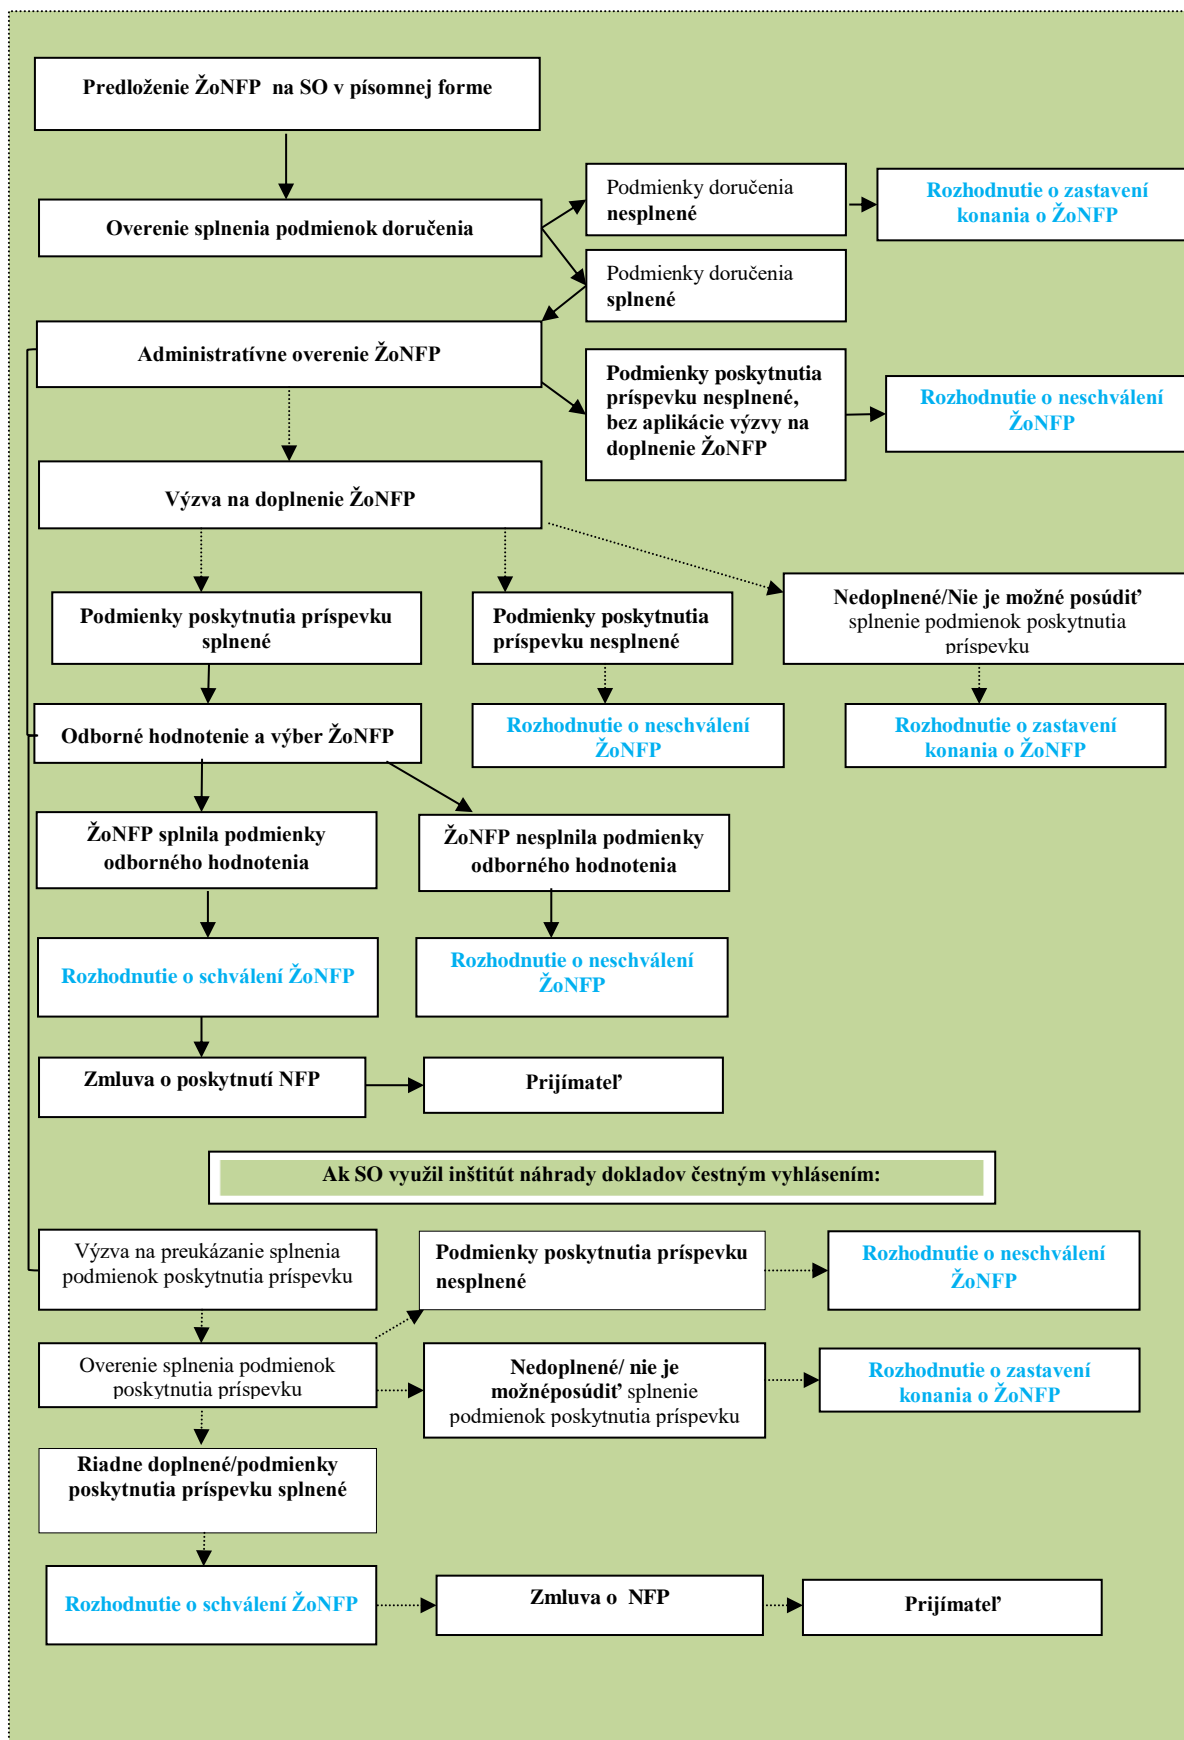 Predloženie ŽoNFP na SO v písomnej forme
Overenie splnenia podmienok doručenia
Podmienky doručenia
nesplnené
Rozhodnutie o zastavení
konania o ŽoNFP
Podmienky doručenia
splnené
Administratívne overenie ŽoNFP
Podmienky poskytnutia
príspevku nesplnené,
bez aplikácie výzvy na
doplnenie ŽoNFP
Rozhodnutie o neschválení
ŽoNFP
Výzva na doplnenie ŽoNFP
Podmienky poskytnutia príspevku
splnené
Podmienky poskytnutia
príspevku nesplnené
Nedoplnené/Nie je možné posúdiť
splnenie podmienok poskytnutia
príspevku
Odborné hodnotenie a výber ŽoNFP
Rozhodnutie o neschválení
ŽoNFP
Rozhodnutie o zastavení
konania o ŽoNFP
ŽoNFP splnila podmienky
odborného hodnotenia
ŽoNFP nesplnila podmienky
odborného hodnotenia
Rozhodnutie o schválení ŽoNFP
Rozhodnutie o neschválení
ŽoNFP
Zmluva o poskytnutí NFP
Prijímateľ
Ak SO využil inštitút náhrady dokladov čestným vyhlásením:
Výzva na preukázanie splnenia
podmienok poskytnutia príspevku
Podmienky poskytnutia príspevku
nesplnené
Rozhodnutie o neschválení
ŽoNFP
Overenie splnenia podmienok
poskytnutia príspevku
Nedoplnené/ nie je
možnéposúdiť splnenie
podmienok poskytnutia príspevku
Rozhodnutie o zastavení
konania o ŽoNFP
Riadne doplnené/podmienky
poskytnutia príspevku splnené
Rozhodnutie o schválení ŽoNFP
Zmluva o NFP
Prijímateľ